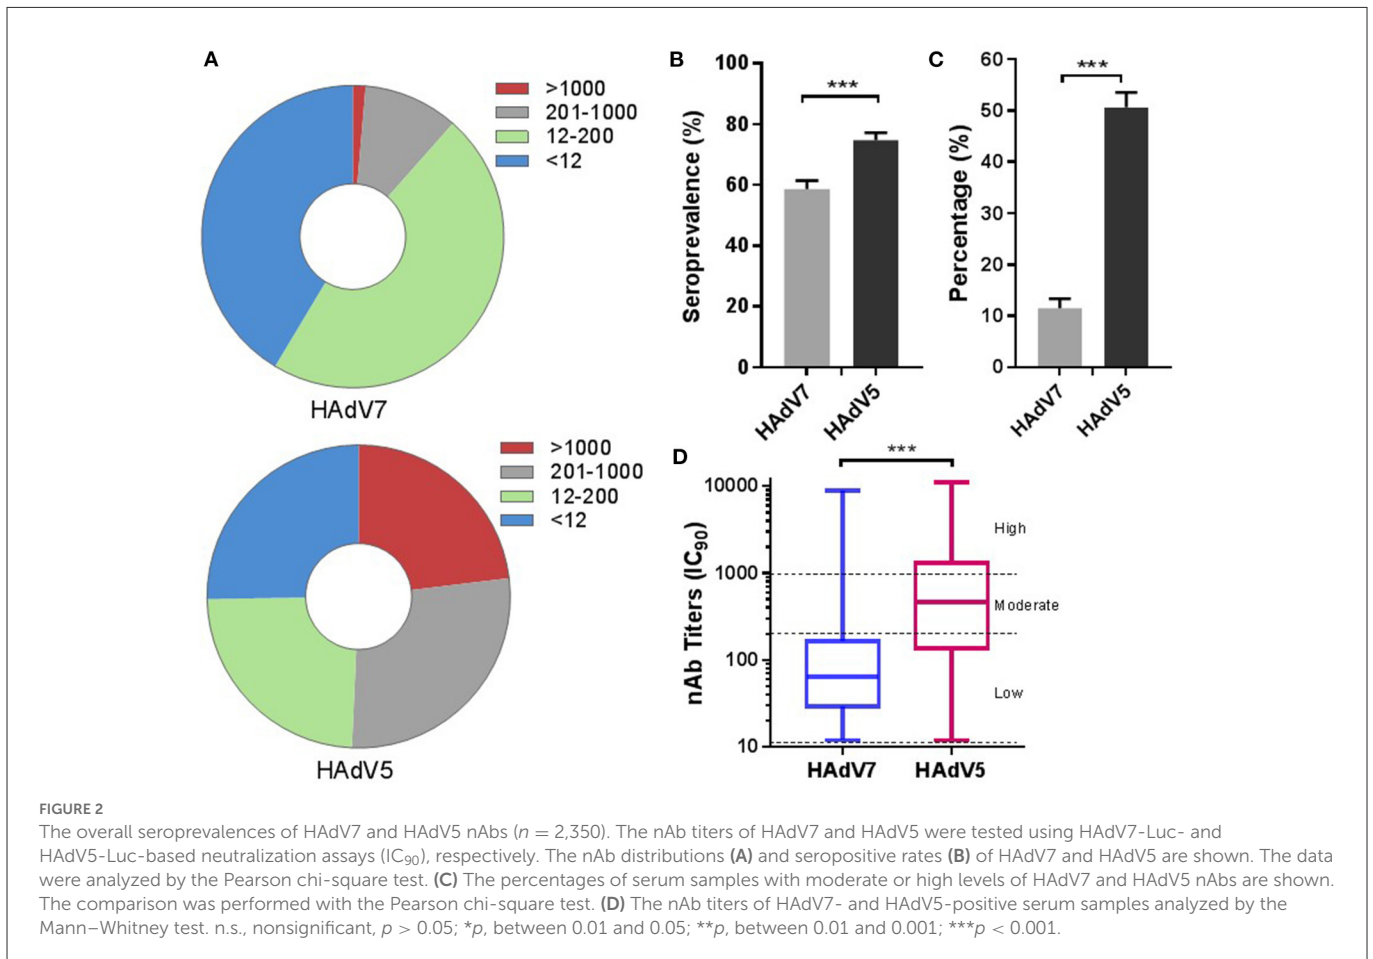 A
>1000
201-1000
12-200
<12
HAdV7
>1000
201-1000
12-200
<12
HAdV5
B
100
80
60
40
20
0
Seroprevalence (%)
***
HAdV7
HAdV5
C
60
50
40
30
20
10
0
Percentage (%)
***
HAdV7
HAdV5
D
***
10000
1000
100
10
nAb Titers (IC90)
High
Moderate
Low
HAdV7
HAdV5
FIGURE 2
The overall seroprevalences of HAdV7 and HAdV5 nAbs (n = 2,350). The nAb titers of HAdV7 and HAdV5 were tested using HAdV7-Luc- and
HAdV5-Luc-based neutralization assays (IC90), respectively. The nAb distributions (A) and seropositive rates (B) of HAdV7 and HAdV5 are shown. The data
were analyzed by the Pearson chi-square test. (C) The percentages of serum samples with moderate or high levels of HAdV7 and HAdV5 nAbs are shown.
The comparison was performed with the Pearson chi-square test. (D) The nAb titers of HAdV7- and HAdV5-positive serum samples analyzed by the
Mann–Whitney test. n.s., nonsignificant, p > 0.05; *p, between 0.01 and 0.05; **p, between 0.01 and 0.001; ***p < 0.001.